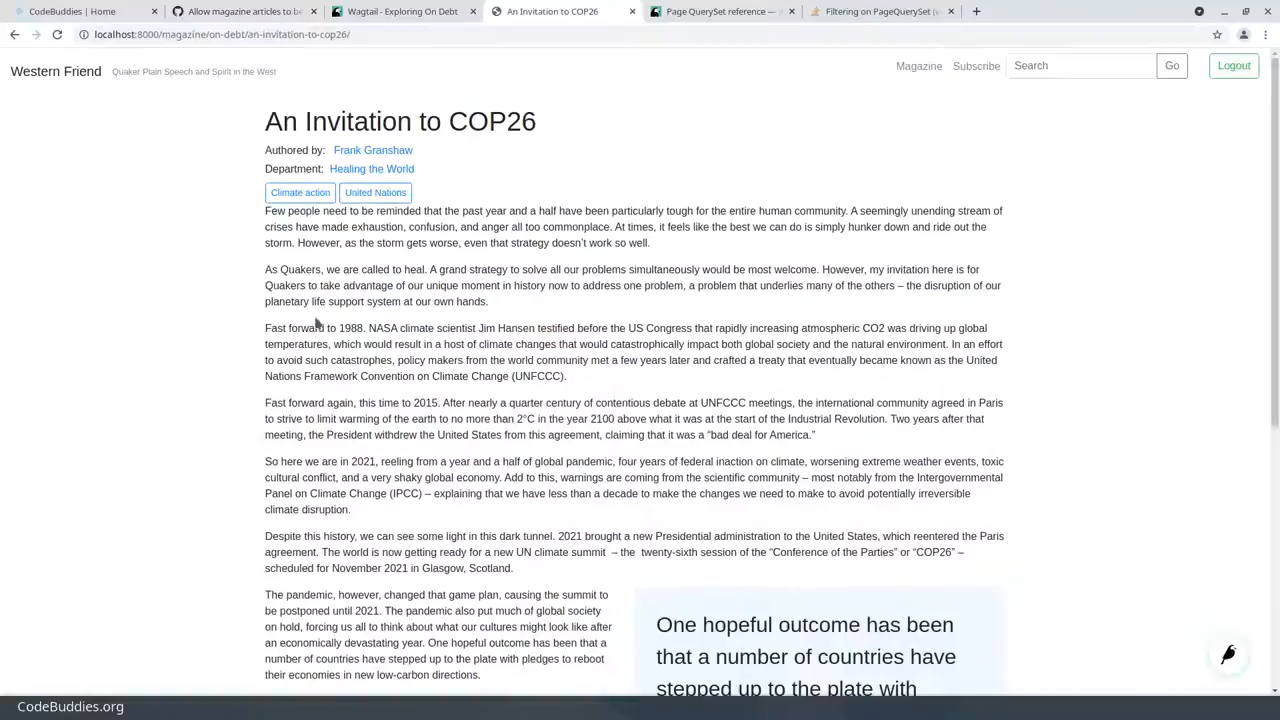 CodeBuddies | Home
Allow magazine articles to be
Wagtail - Exploring On Debt
An Invitation to COP26
Page QuerySet reference —
Filtering on PageQuerySet (w
localhost:8000/magazine/on-debt/an-invitation-to-cop26/
Western Friend
Quaker Plain Speech and Spirit in the West
Magazine
Subscribe
Search
Go
Logout
An Invitation to COP26
Authored by: Frank Granshaw
Department: Healing the World
Climate action
United Nations
Few people need to be reminded that the past year and a half have been particularly tough for the entire human community. A seemingly unending stream of
crises have made exhaustion, confusion, and anger all too commonplace. At times, it feels like the best we can do is simply hunker down and ride out the
storm. However, as the storm gets worse, even that strategy doesn’t work so well.
As Quakers, we are called to heal. A grand strategy to solve all our problems simultaneously would be most welcome. However, my invitation here is for
Quakers to take advantage of our unique moment in history now to address one problem, a problem that underlies many of the others – the disruption of our
planetary life support system at our own hands.
Fast forward to 1988. NASA climate scientist Jim Hansen testified before the US Congress that rapidly increasing atmospheric CO2 was driving up global
temperatures, which would result in a host of climate changes that would catastrophically impact both global society and the natural environment. In an effort
to avoid such catastrophes, policy makers from the world community met a few years later and crafted a treaty that eventually became known as the United
Nations Framework Convention on Climate Change (UNFCCC).
Fast forward again, this time to 2015. After nearly a quarter century of contentious debate at UNFCCC meetings, the international community agreed in Paris
to strive to limit warming of the earth to no more than 2°C in the year 2100 above what it was at the start of the Industrial Revolution. Two years after that
meeting, the President withdrew the United States from this agreement, claiming that it was a “bad deal for America.”
So here we are in 2021, reeling from a year and a half of global pandemic, four years of federal inaction on climate, worsening extreme weather events, toxic
cultural conflict, and a very shaky global economy. Add to this, warnings are coming from the scientific community – most notably from the Intergovernmental
Panel on Climate Change (IPCC) – explaining that we have less than a decade to make the changes we need to make to avoid potentially irreversible
climate disruption.
Despite this history, we can see some light in this dark tunnel. 2021 brought a new Presidential administration to the United States, which reentered the Paris
agreement. The world is now getting ready for a new UN climate summit – the twenty-sixth session of the “Conference of the Parties” or “COP26” –
scheduled for November 2021 in Glasgow, Scotland.
The pandemic, however, changed that game plan, causing the summit to
be postponed until 2021. The pandemic also put much of global society
on hold, forcing us all to think about what our cultures might look like after
an economically devastating year. One hopeful outcome has been that a
number of countries have stepped up to the plate with pledges to reboot
their economies in new low-carbon directions.
One hopeful outcome has been
that a number of countries have
stepped up to the plate with
CodeBuddies.org